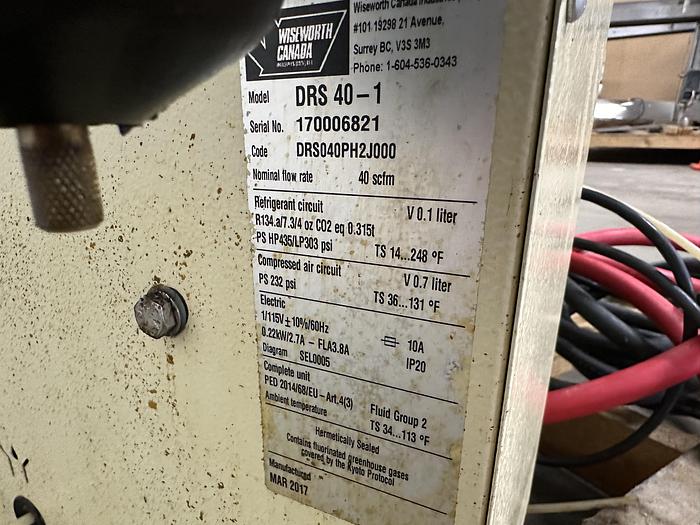 Wiseworth Canada Industries
WISEWORTH
CANADA
#101 19298 21 Avenue,
Surrey BC, V3S 3M3
Phone: 1-604-536-0343
Model DRS 40-1
Serial No. 170006821
Code DRS040PH2J000
Nominal flow rate 40 scfm
Refrigerant circuit V 0.1 liter
R134.a/7.3/4 oz CO2 eq 0.315t
PS HP435/LP303 psi TS 14...248 °F
Compressed air circuit V 0.7 liter
PS 232 psi TS 36...131 °F
Electric
1/115V±10%/60Hz 10A
0.22kW/2.7A - FLA3.8A IP20
Diagram SEL0005
Complete unit
PED 2014/68/EU-Art.4(3) Fluid Group 2
Ambient temperature TS 34...113 °F
Hermetically Sealed
Contains fluorinated greenhouse gases
covered by the Kyoto Protocol
Manufactured
MAR 2017